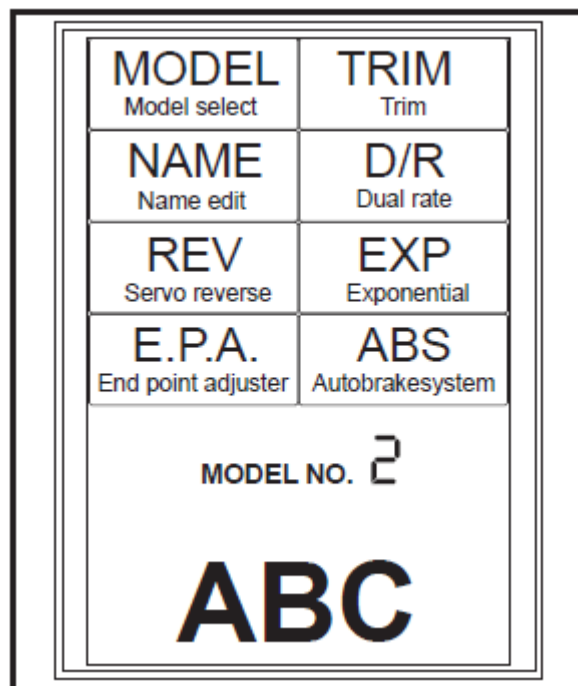 MODEL TRIM
Model select Trim
NAME D/R
Name edit Dual rate
REV EXP
Servo reverse Exponential
E.P.A. ABS
End point adjuster Autobrakesystem
MODEL NO. 2
ABC